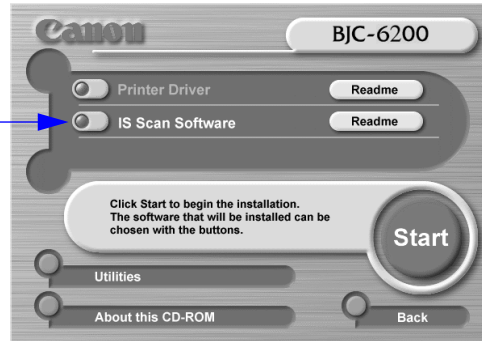 Canon
BJC-6200
Printer Driver
Readme
IS Scan Software
Readme
Click Start to begin the installation.
The software that will be installed can be
chosen with the buttons.
Start
Utilities
About this CD-ROM
Back